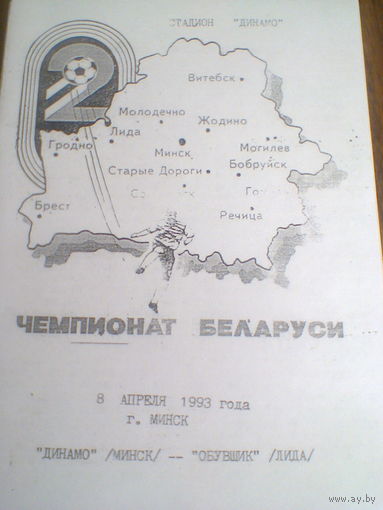 СТАДИОН "ДИНАМО"
2
Витебск
Молодечно
Жодино
Лида
Гродно
Минск
Могилев
Старые Дороги
Бобруйск
Брест
Речица
ЧЕМПИОНАТ БЕЛАРУСИ
8 АПРЕЛЯ 1993 года
г. МИНСК
"ДИНАМО" /МИНСК/ -- "ОБУВЩИК" /ЛИДА/
www.ay.by